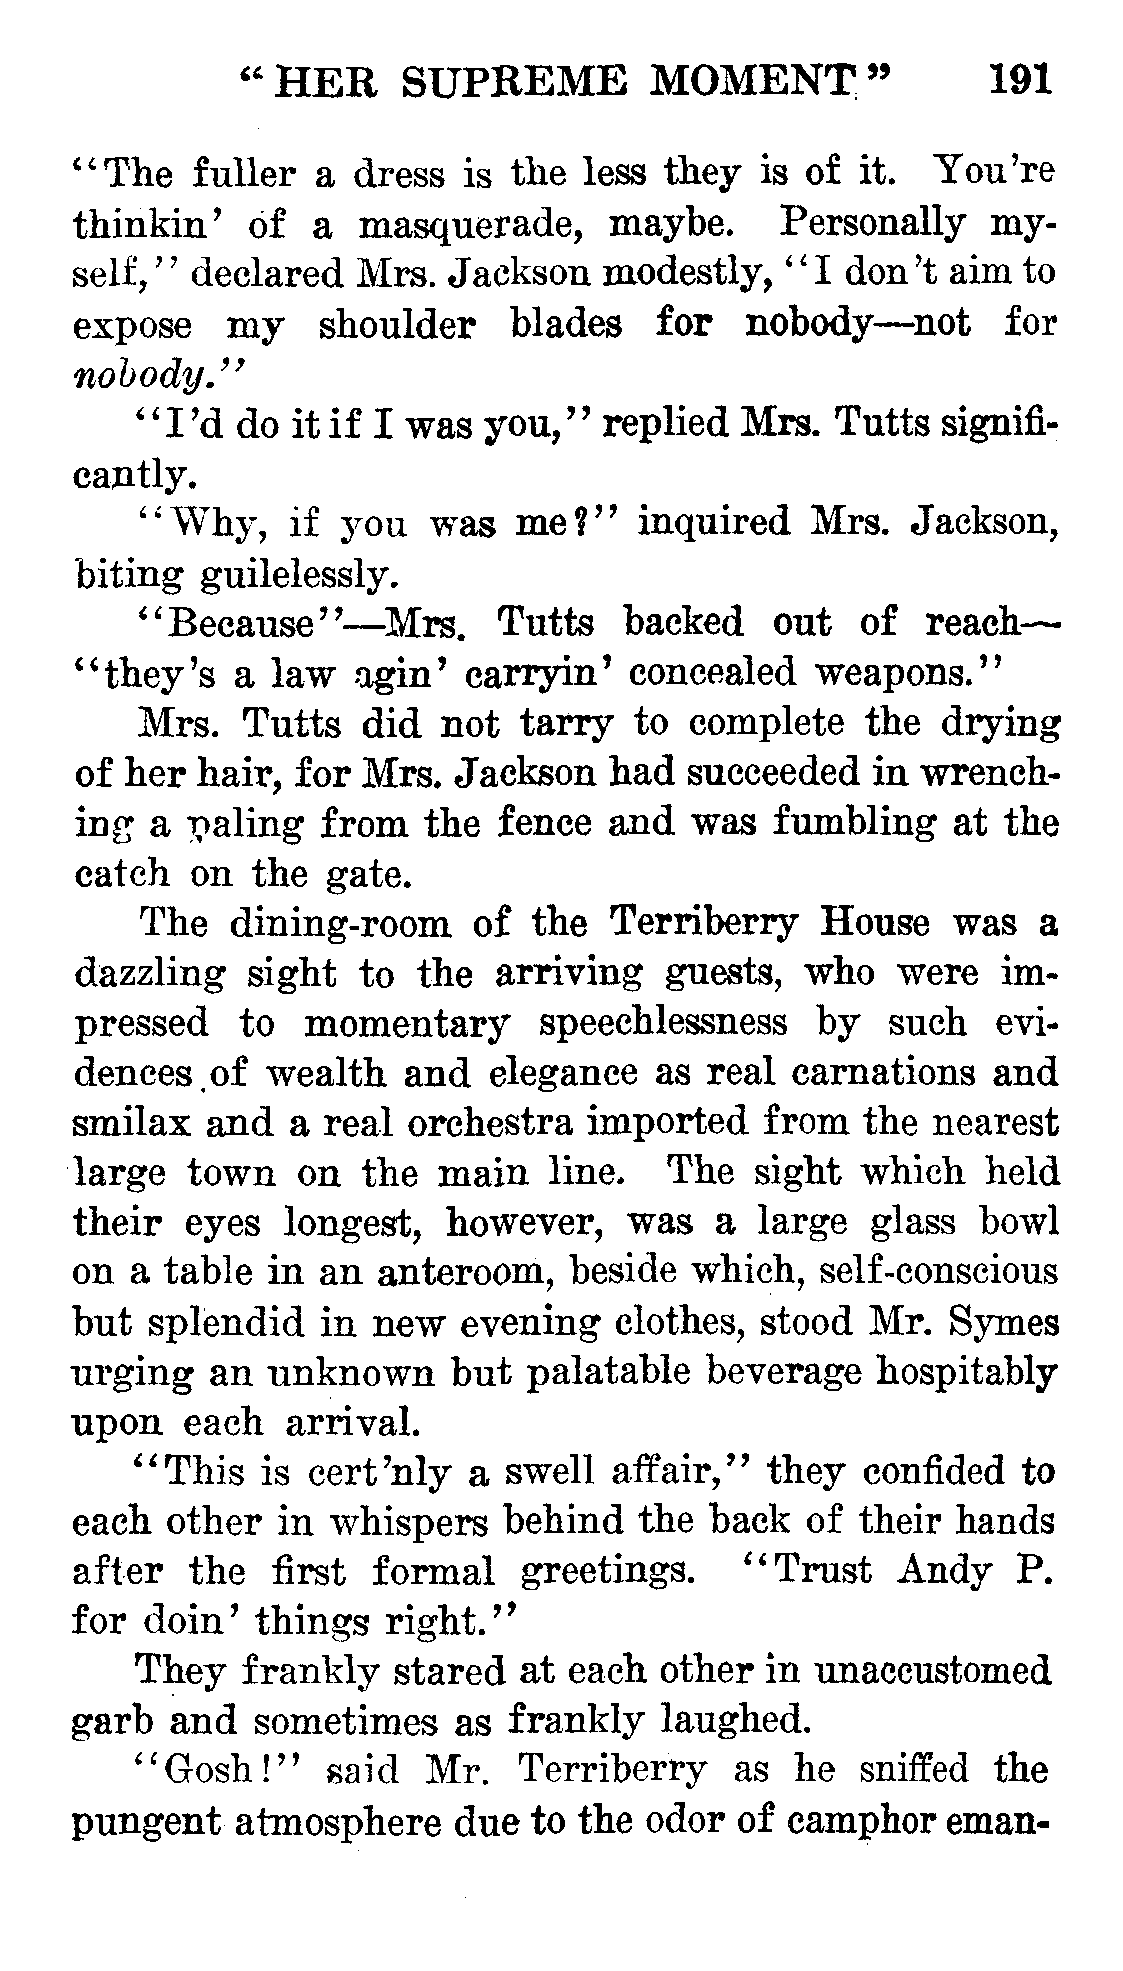 “HER SUPREME MOMENT” 191
“The fuller a dress is the less they is of it. You're
thinkin' of a masquerade, maybe. Personally my-
self,” declared Mrs. Jackson modestly, “I don't aim to
expose my shoulder blades for nobody—not for
nobody.”
“I'd do it if I was you,” replied Mrs. Tutts signifi-
cantly.
“Why, if you was me?” inquired Mrs. Jackson,
biting guilelessly.
“Because”—Mrs. Tutts backed out of reach—
“they's a law agin' carryin' concealed weapons.”
Mrs. Tutts did not tarry to complete the drying
of her hair, for Mrs. Jackson had succeeded in wrench-
ing a paling from the fence and was fumbling at the
catch on the gate.
The dining-room of the Terriberry House was a
dazzling sight to the arriving guests, who were im-
pressed to momentary speechlessness by such evi-
dences of wealth and elegance as real carnations and
smilax and a real orchestra imported from the nearest
large town on the main line. The sight which held
their eyes longest, however, was a large glass bowl
on a table in an anteroom, beside which, self-conscious
but splendid in new evening clothes, stood Mr. Symes
urging an unknown but palatable beverage hospitably
upon each arrival.
“This is cert'nly a swell affair,” they confided to
each other in whispers behind the back of their hands
after the first formal greetings. “Trust Andy P.
for doin' things right.”
They frankly stared at each other in unaccustomed
garb and sometimes as frankly laughed.
“Gosh!” said Mr. Terriberry as he sniffed the
pungent atmosphere due to the odor of camphor eman-